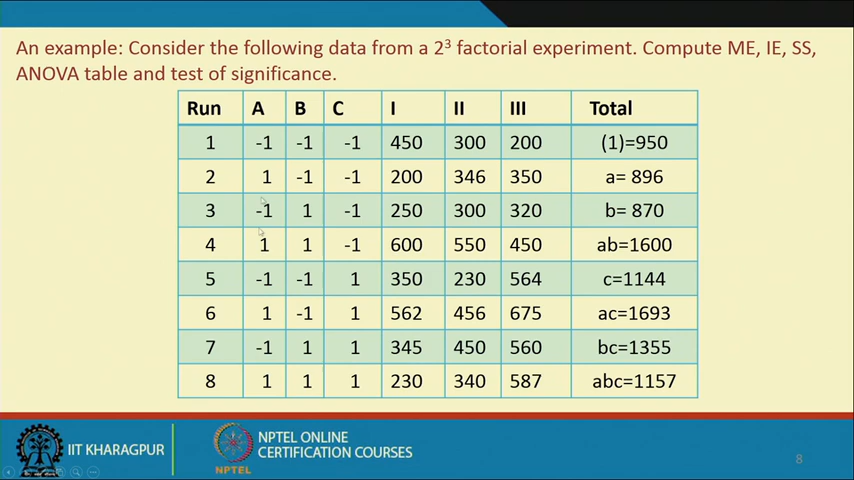 An example: Consider the following data from a 2³ factorial experiment. Compute ME, IE, SS,
ANOVA table and test of significance.
Run A B C I II III Total
1 -1 -1 -1 450 300 200 (1)=950
2 1 -1 -1 200 346 350 a= 896
3 -1 1 -1 250 300 320 b= 870
4 1 1 -1 600 550 450 ab=1600
5 -1 -1 1 350 230 564 c=1144
6 1 -1 1 562 456 675 ac=1693
7 -1 1 1 345 450 560 bc=1355
8 1 1 1 230 340 587 abc=1157
IIT KHARAGPUR
NPTEL
NPTEL ONLINE
CERTIFICATION COURSES
8